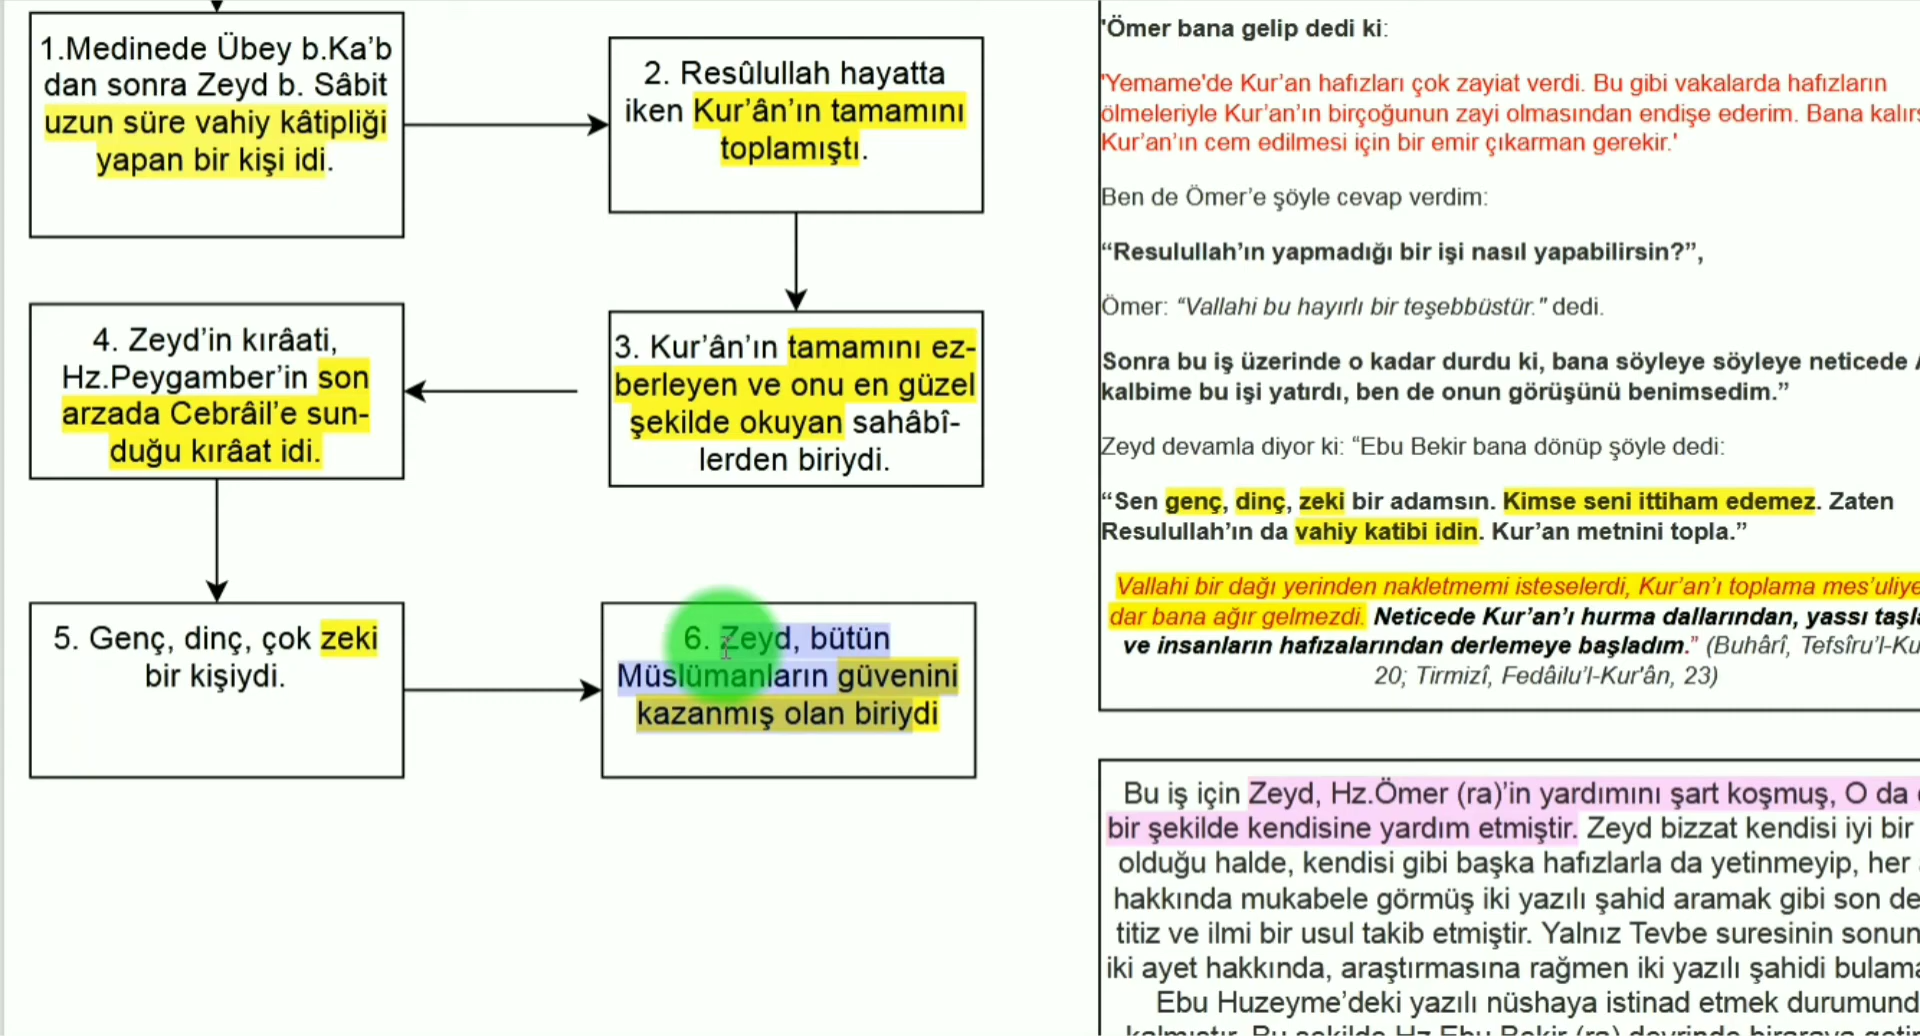 1.Medinede Übey b.Ka’b
dan sonra Zeyd b. Sâbit
uzun süre vahiy kâtipliği
yapan bir kişi idi.
2. Resûlullah hayatta
iken Kur’ân’ın tamamını
toplamıştı.
3. Kur’ân’ın tamamını ez-
berleyen ve onu en güzel
şekilde okuyan sahâbî-
lerden biriydi.
4. Zeyd’in kırâati,
Hz.Peygamber’in son
arzada Cebrâil’e sun-
duğu kırâat idi.
5. Genç, dinç, çok zeki
bir kişiydi.
6. Zeyd, bütün
Müslümanların güvenini
kazanmış olan biriydi
'Ömer bana gelip dedi ki:
'Yemame'de Kur’an hafızları çok zayiat verdi. Bu gibi vakalarda hafızların
ölmeleriyle Kur’an’ın birçoğunun zayi olmasından endişe ederim. Bana
Kur’an’ın cem edilmesi için bir emir çıkarman gerekir.'
Ben de Ömer’e şöyle cevap verdim:
“Resulullah’ın yapmadığı bir işi nasıl yapabilirsin?”,
Ömer: “Vallahi bu hayırlı bir teşebbüstür." dedi.
Sonra bu iş üzerinde o kadar durdu ki, bana söyleye söyleye neticede
kalbime bu işi yatırdı, ben de onun görüşünü benimsedim.”
Zeyd devamla diyor ki: “Ebu Bekir bana dönüp şöyle dedi:
“Sen genç, dinç, zeki bir adamsın. Kimse seni ittiham edemez. Zaten
Resulullah’ın da vahiy katibi idin. Kur’an metnini topla.”
Vallahi bir dağı yerinden nakletmemi isteselerdi, Kur’an’ı toplama
dar bana ağır gelmezdi. Neticede Kur’an’ı hurma dallarından, yassı
ve insanların hafızalarından derlemeye başladım.” (Buhârî,
20; Tirmizî, Fedâilu’l-Kur'ân, 23)
Bu iş için Zeyd, Hz.Ömer (ra)’in yardımını şart koşmuş, O da
bir şekilde kendisine yardım etmiştir. Zeyd bizzat kendisi iyi bir
olduğu halde, kendisi gibi başka hafızlarla da yetinmeyip, her
hakkında mukabele görmüş iki yazılı şahid aramak gibi son
titiz ve ilmi bir usul takib etmiştir. Yalnız Tevbe suresinin
iki ayet hakkında, araştırmasına rağmen iki yazılı şahidi
Ebu Huzeyme’deki yazılı nüshaya istinad etmek